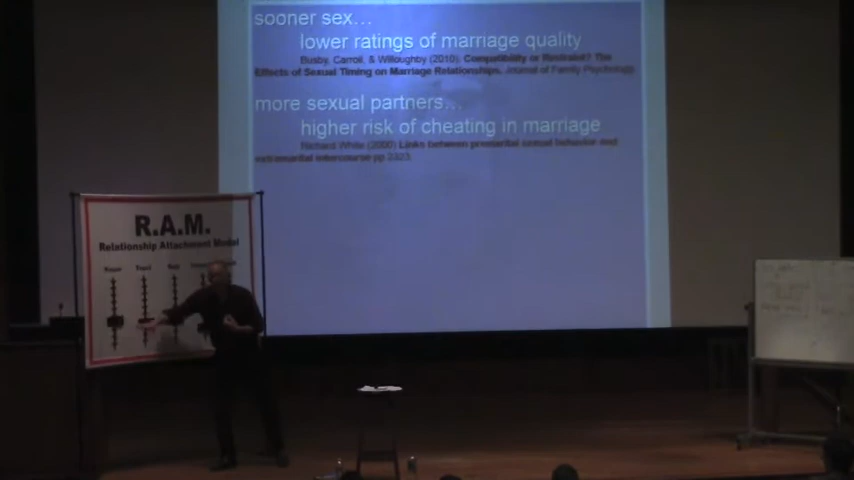 sooner sex...
lower ratings of marriage quality
Busby, Carroll, & Willoughby (2010). Compatibility or Restraint? The
Effects of Sexual Timing on Marriage Relationships. Journal of Family Psychology
more sexual partners...
higher risk of cheating in marriage
Richard White (2000) Links between premarital sexual behavior and
extramarital intercourse pp 2323
R.A.M.
Relationship Attachment Model
Know Trust Rely